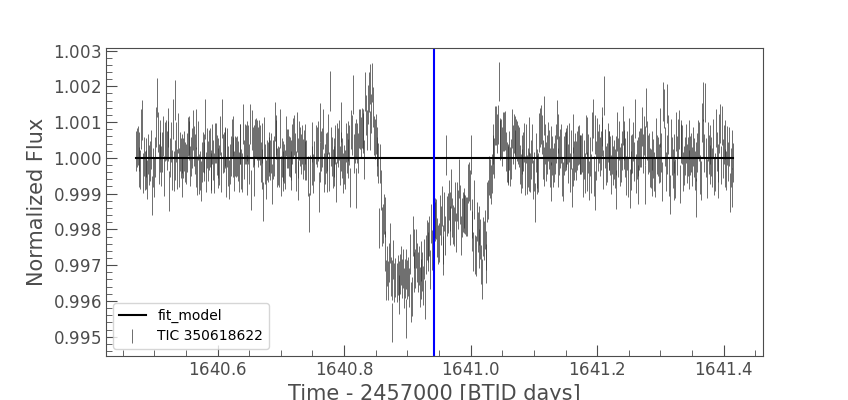 1.003
1.002
1.001
1.000
0.999
0.998
0.997
0.996
0.995
Normalized Flux
fit_model
TIC 350618622
1640.6 1640.8 1641.0 1641.2 1641.4
Time - 2457000 [BTJD days]